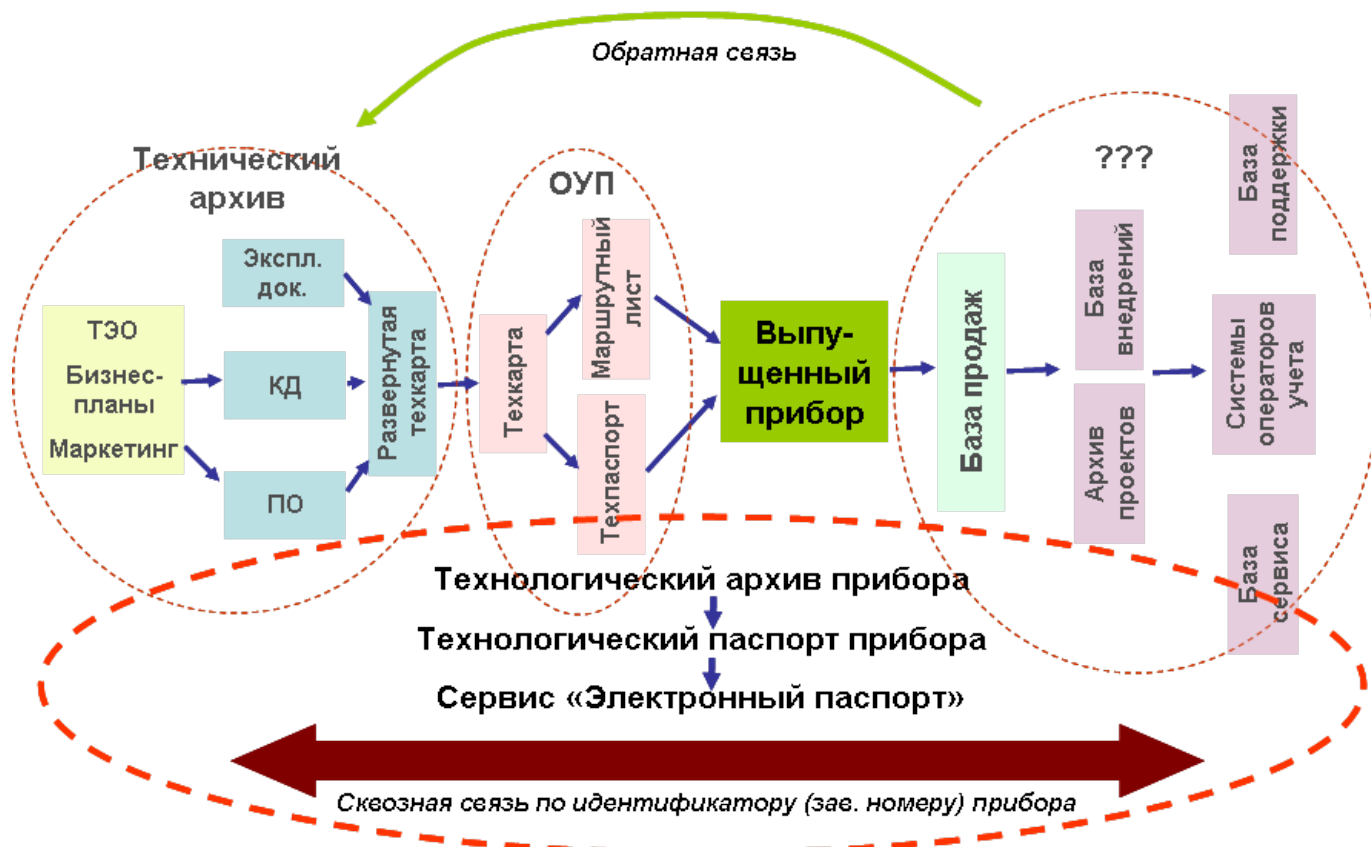 Обратная связь
Технический
архив
ОУП
???
Экспл.
док.
ТЭО
Бизнес-
планы
Маркетинг
КД
ПО
Развернутая
техкарта
Техкарта
Маршрутный
лист
Техпаспорт
Выпу-
щенный
прибор
База продаж
База
внедрений
Архив
проектов
База
поддержки
Системы
операторов
учета
База
сервиса
Технологический архив прибора
Технологический паспорт прибора
Сервис «Электронный паспорт»
Сквозная связь по идентификатору (зав. номеру) прибора